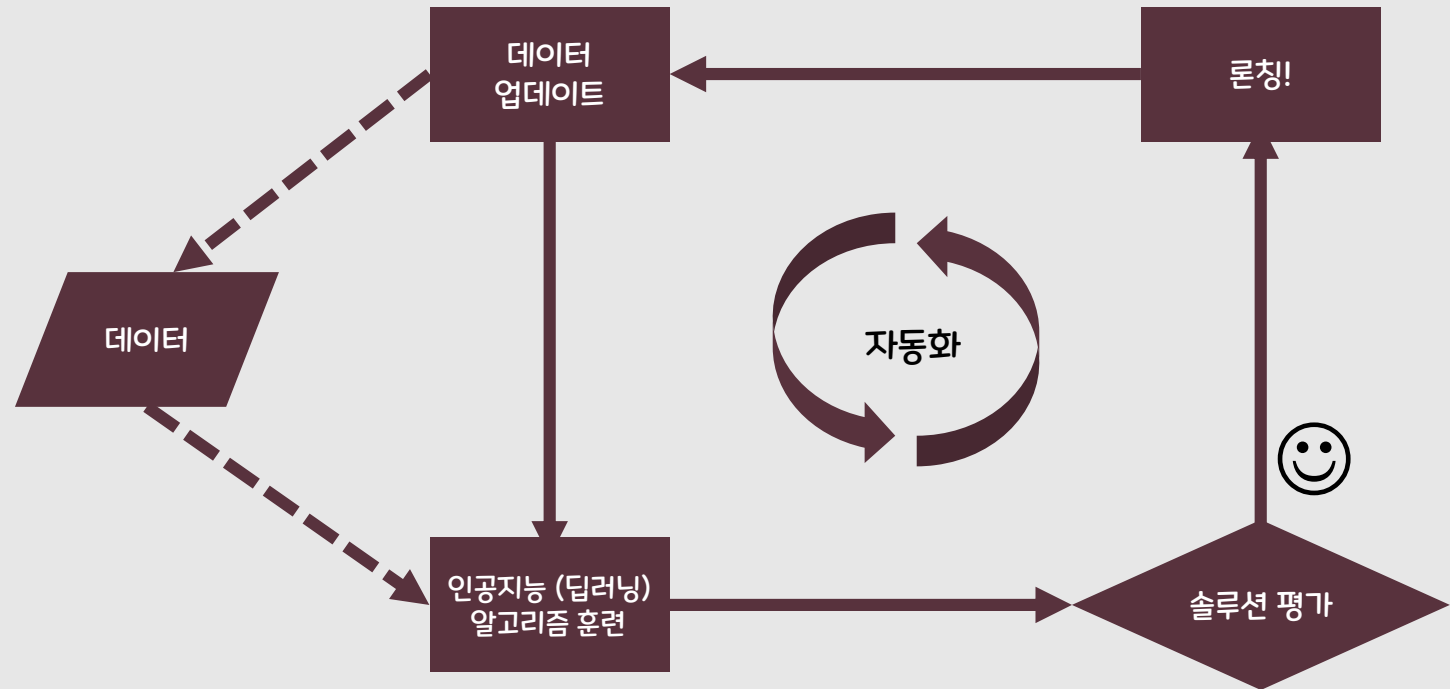 데이터
업데이트
론칭!
데이터
자동화
인공지능 (딥러닝)
알고리즘 훈련
솔루션 평가